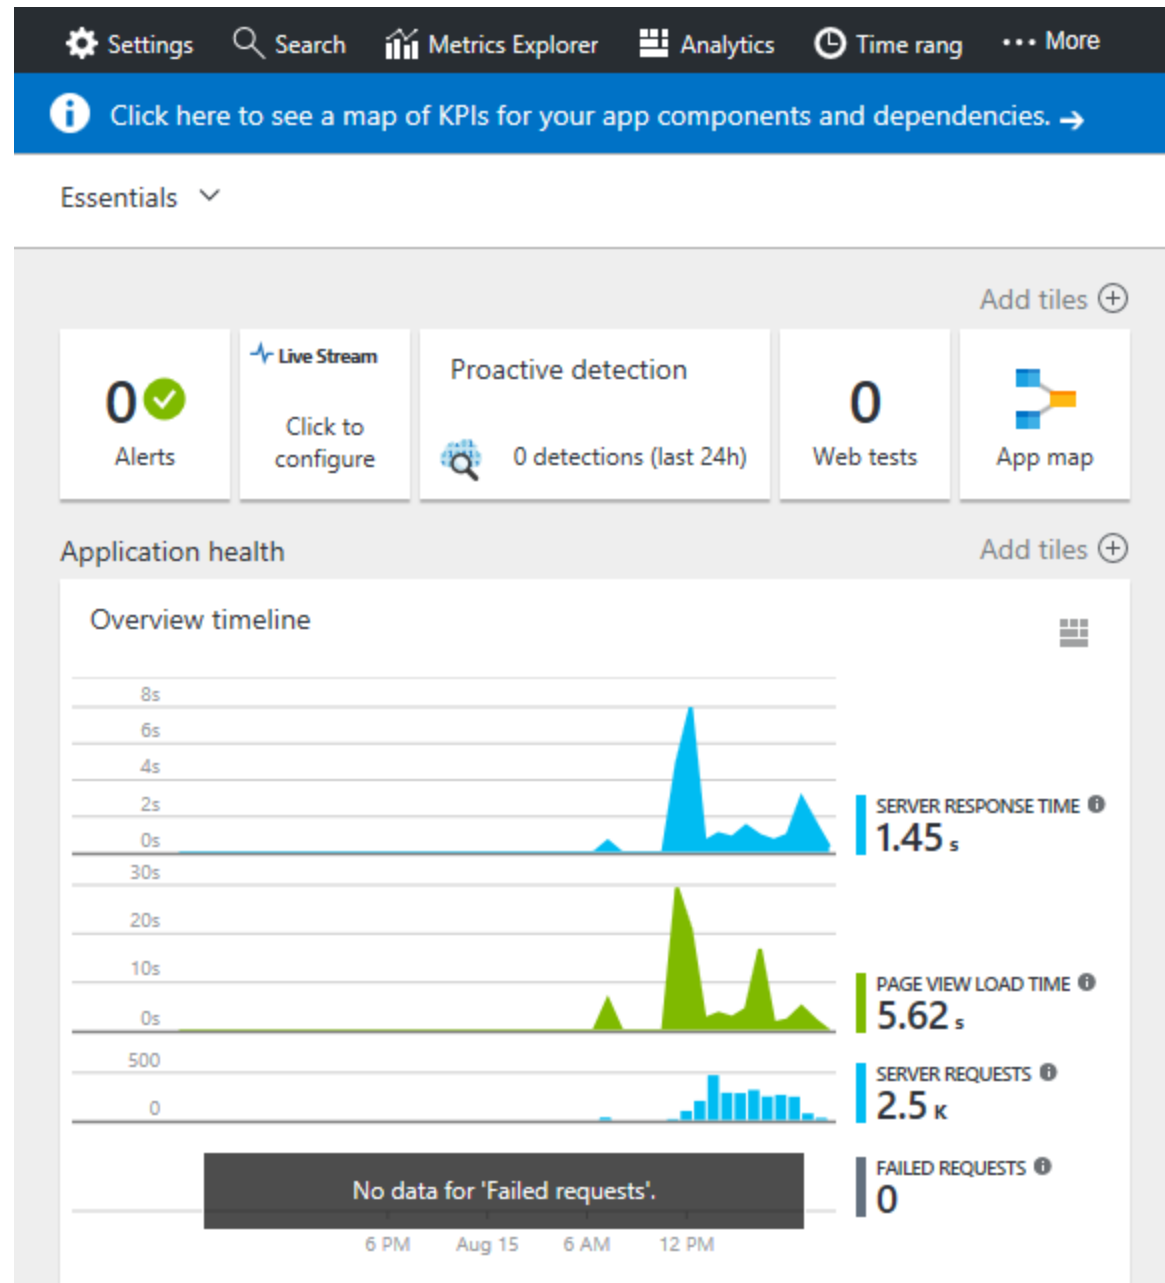 Settings Search Metrics Explorer Analytics Time rang ••• More
Click here to see a map of KPIs for your app components and dependencies. →
Essentials
Add tiles
0
Alerts
Live Stream
Click to
configure
Proactive detection
0 detections (last 24h)
0
Web tests
App map
Application health
Add tiles
Overview timeline
8s
6s
4s
2s
0s
SERVER RESPONSE TIME
1.45 s
30s
20s
10s
0s
PAGE VIEW LOAD TIME
5.62 s
500
0
SERVER REQUESTS
2.5 K
No data for 'Failed requests'.
FAILED REQUESTS
0
6 PM Aug 15 6 AM 12 PM